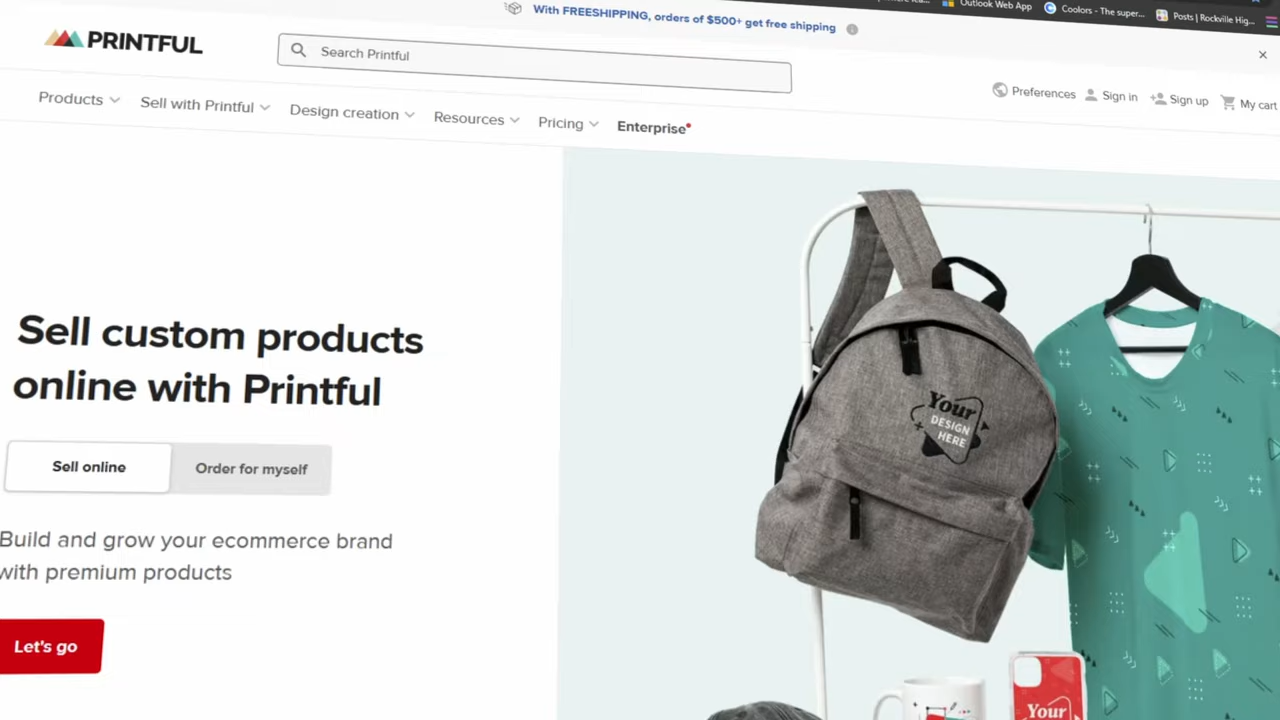 Outlook Web App
Coolors - The super...
Posts | Rockville Hig...
With FREESHIPPING, orders of $500+ get free shipping
PRINTFUL
Search Printful
Preferences
Sign in
Sign up
My cart
Products
Sell with Printful
Design creation
Resources
Pricing
Enterprise
Sell custom products
online with Printful
Sell online
Order for myself
Build and grow your ecommerce brand
with premium products
Let's go
Your
DESIGN
HERE
Your